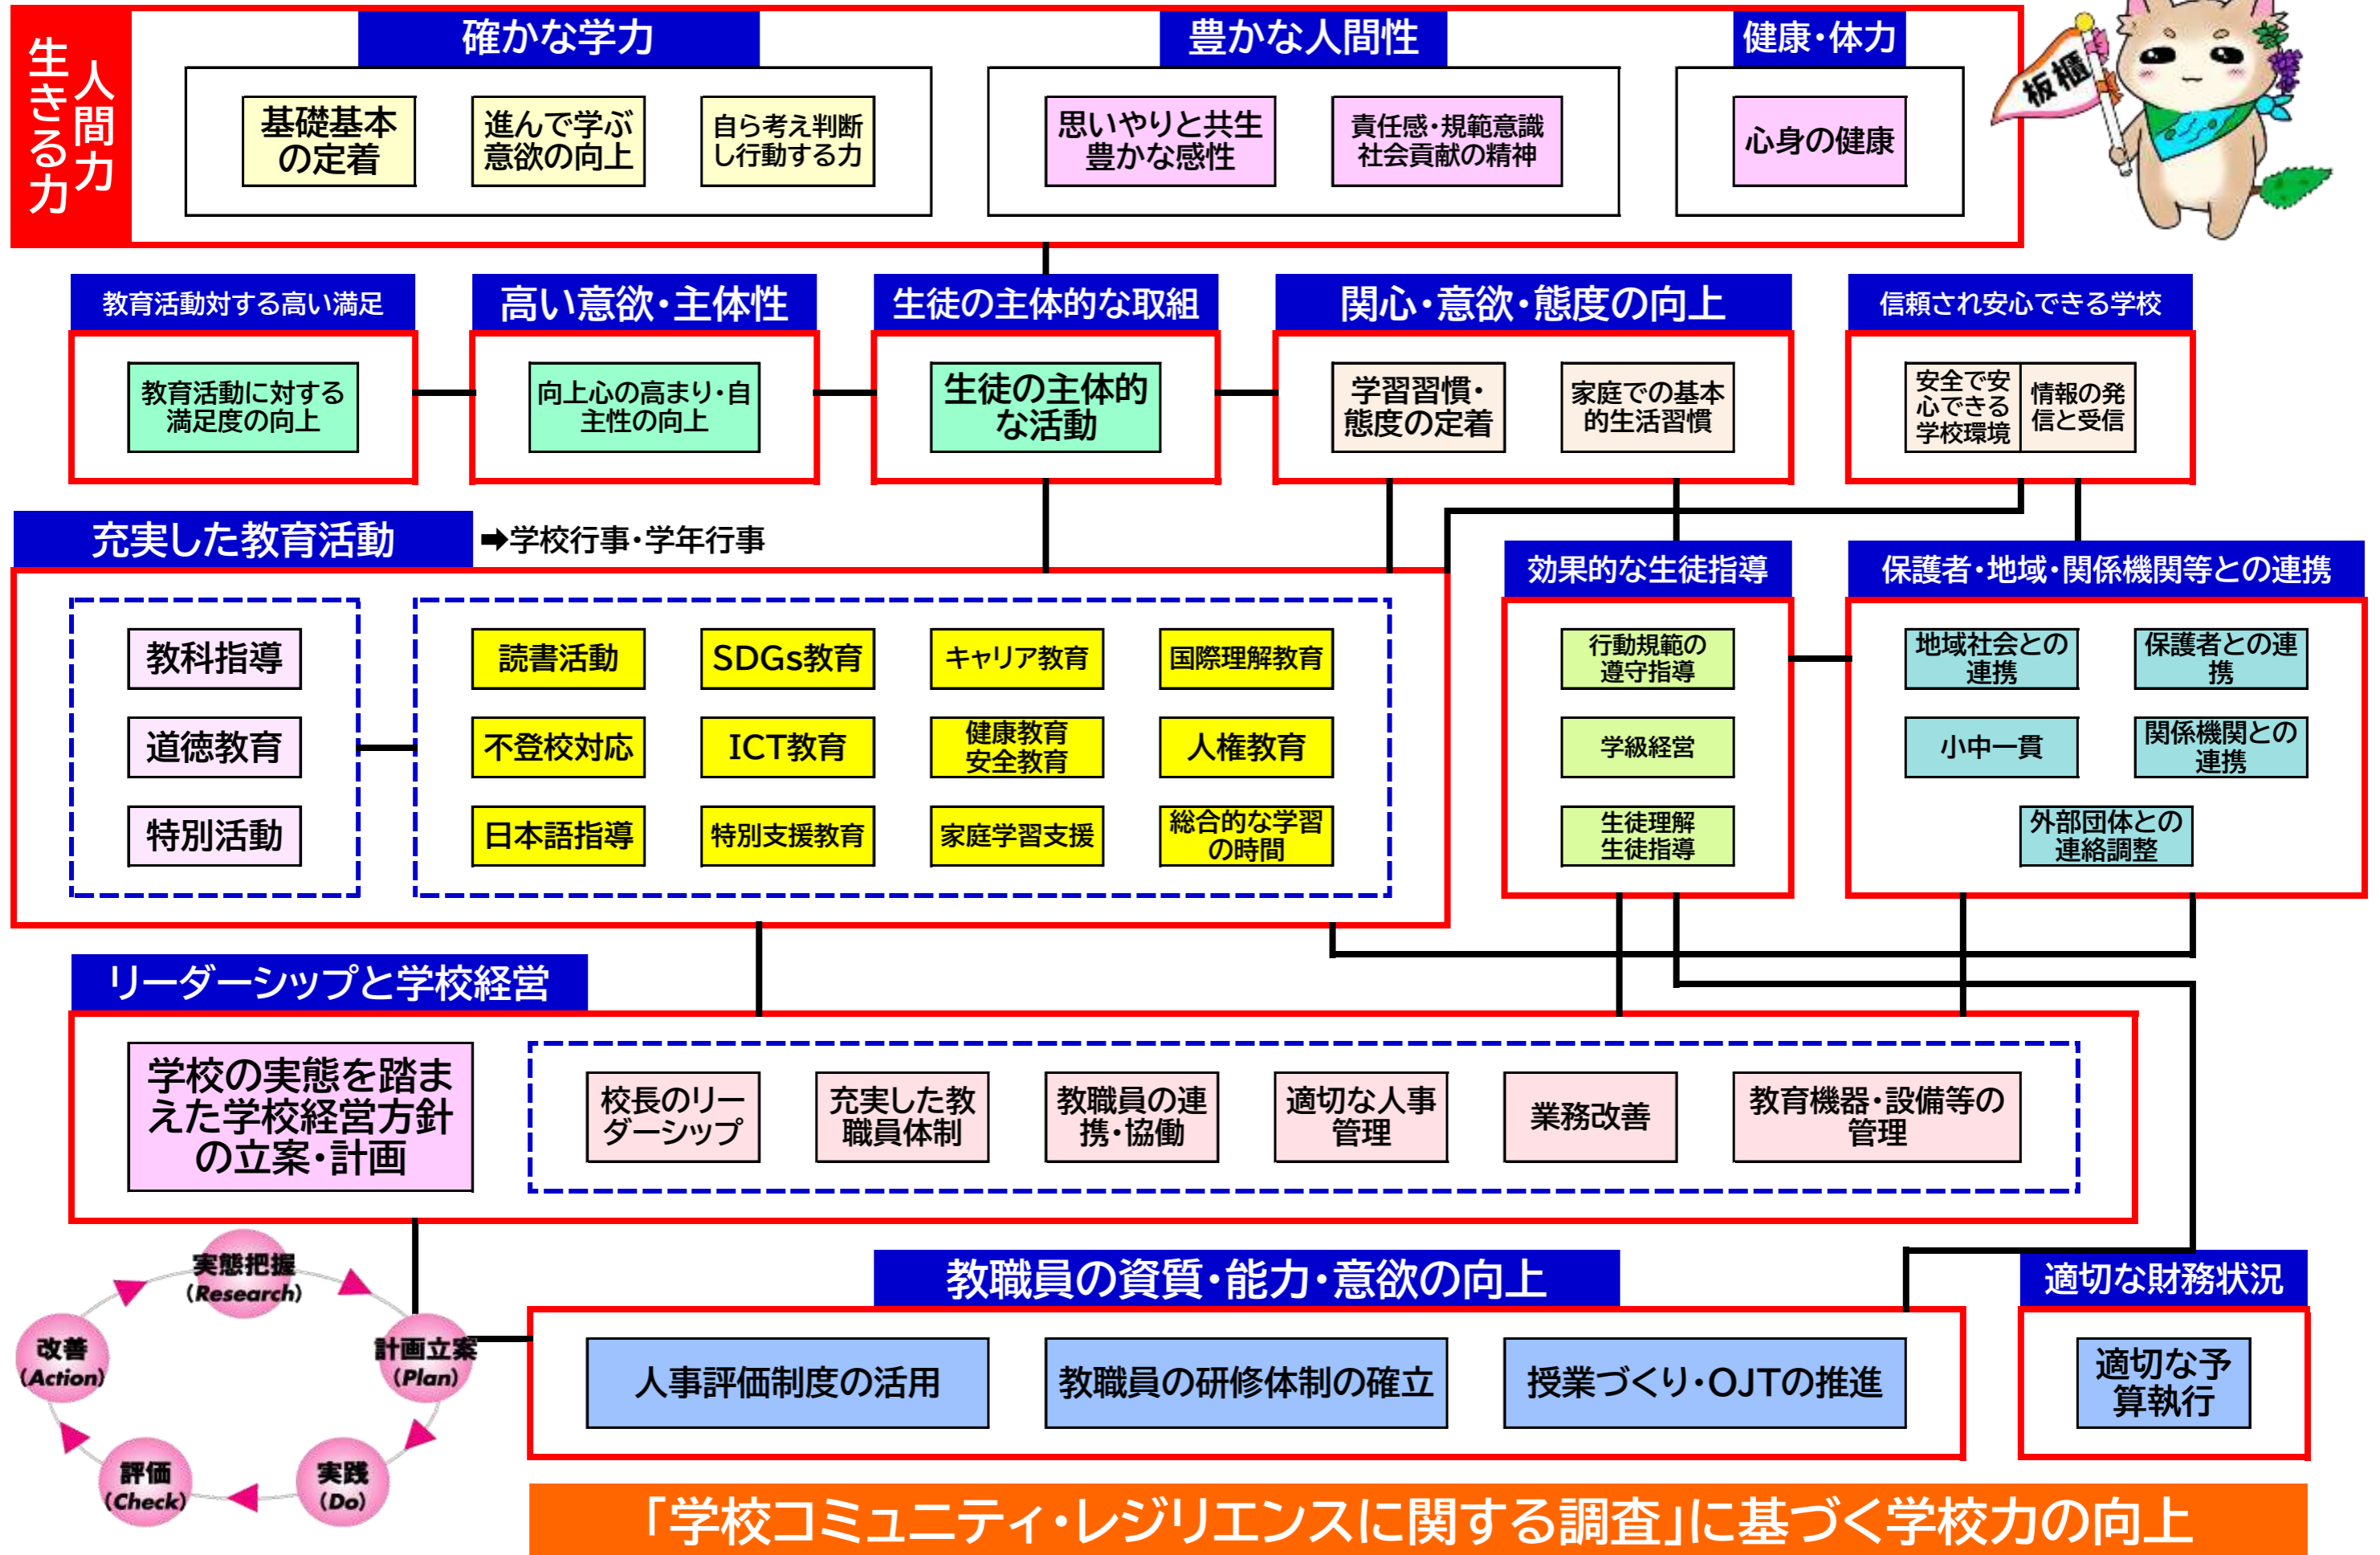 人間力
生きる力
確かな学力
基礎基本
の定着
進んで学ぶ
意欲の向上
自ら考え判断
し行動する力
豊かな人間性
思いやりと共生
豊かな感性
責任感・規範意識
社会貢献の精神
健康・体力
心身の健康
板櫃
教育活動対する高い満足
教育活動に対する
満足度の向上
高い意欲・主体性
向上心の高まり・自
主性の向上
生徒の主体的な取組
生徒の主体的
な活動
関心・意欲・態度の向上
学習習慣・
態度の定着
家庭での基本
的生活習慣
信頼され安心できる学校
安全で安
心できる
学校環境
情報の発
信と受信
充実した教育活動
➡学校行事・学年行事
教科指導
道徳教育
特別活動
読書活動
SDGs教育
キャリア教育
国際理解教育
不登校対応
ICT教育
健康教育
安全教育
人権教育
日本語指導
特別支援教育
家庭学習支援
総合的な学習
の時間
効果的な生徒指導
行動規範の
遵守指導
学級経営
生徒理解
生徒指導
保護者・地域・関係機関等との連携
地域社会との
連携
保護者との連
携
小中一貫
関係機関との
連携
外部団体との
連絡調整
リーダーシップと学校経営
学校の実態を踏ま
えた学校経営方針
の立案・計画
校長のリー
ダーシップ
充実した教
職員体制
教職員の連
携・協働
適切な人事
管理
業務改善
教育機器・設備等の
管理
実態把握
(Research)
計画立案
(Plan)
実践
(Do)
評価
(Check)
改善
(Action)
教職員の資質・能力・意欲の向上
人事評価制度の活用
教職員の研修体制の確立
授業づくり・OJTの推進
適切な財務状況
適切な予
算執行
「学校コミュニティ・レジリエンスに関する調査」に基づく学校力の向上